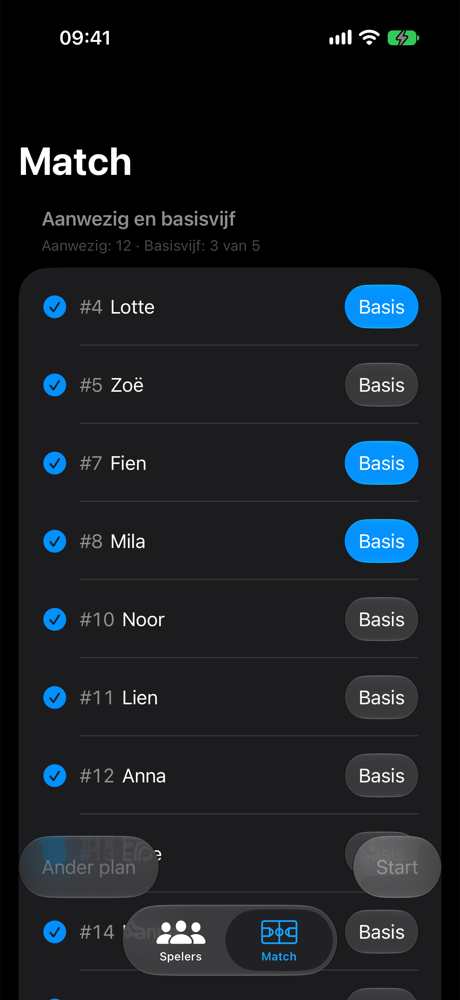 09:41
Match
Aanwezig en basisvijf
Aanwezig: 12 · Basisvijf: 3 van 5
#4 Lotte Basis
#5 Zoë Basis
#7 Fien Basis
#8 Mila Basis
#10 Noor Basis
#11 Lien Basis
#12 Anna Basis
Ander plan Start
#14 Basis
Spelers Match